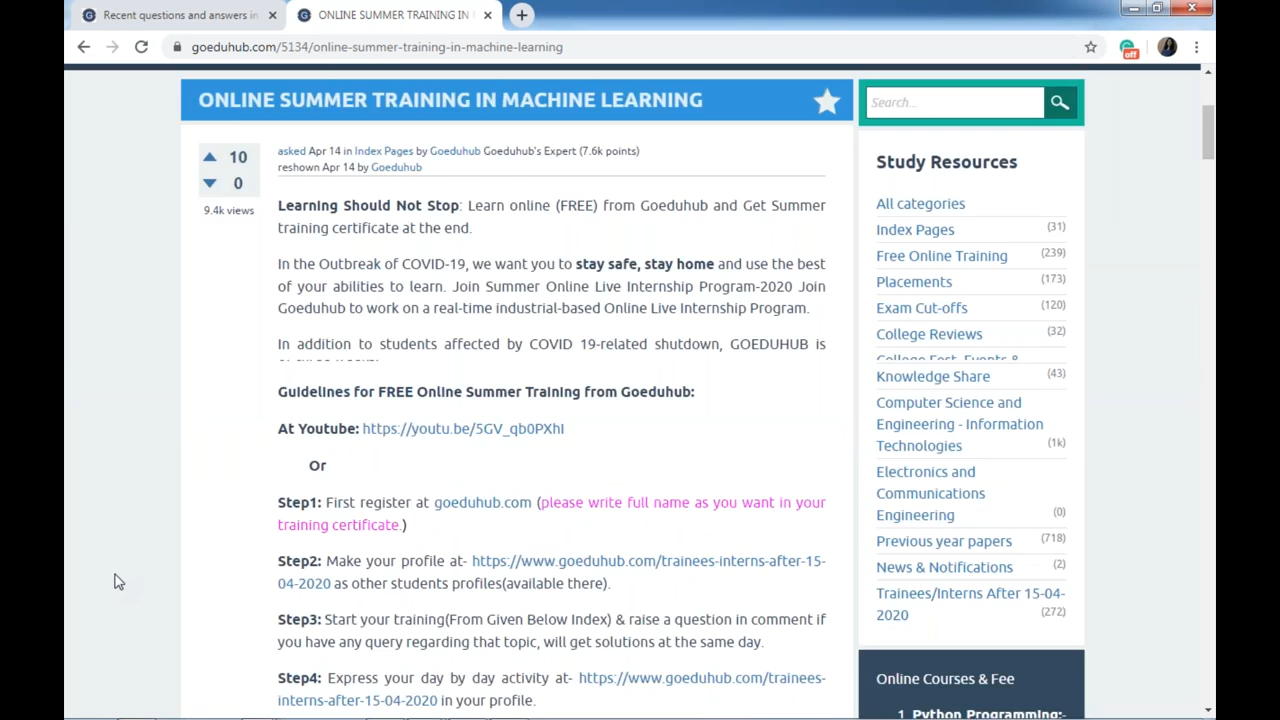 Recent questions and answers in
ONLINE SUMMER TRAINING IN
goeduhub.com/5134/online-summer-training-in-machine-learning
off
ONLINE SUMMER TRAINING IN MACHINE LEARNING
10
0
9.4k views
asked Apr 14 in Index Pages by Goeduhub Goeduhub's Expert (7.6k points)
reshown Apr 14 by Goeduhub
Learning Should Not Stop: Learn online (FREE) from Goeduhub and Get Summer
training certificate at the end.
In the Outbreak of COVID-19, we want you to stay safe, stay home and use the best
of your abilities to learn. Join Summer Online Live Internship Program-2020 Join
Goeduhub to work on a real-time industrial-based Online Live Internship Program.
In addition to students affected by COVID 19-related shutdown, GOEDUHUB is
Guidelines for FREE Online Summer Training from Goeduhub:
At Youtube: https://youtu.be/5GV_qb0PXhI
Or
Step1: First register at goeduhub.com (please write full name as you want in your
training certificate.)
Step2: Make your profile at- https://www.goeduhub.com/trainees-interns-after-15-
04-2020 as other students profiles(available there).
Step3: Start your training(From Given Below Index) & raise a question in comment if
you have any query regarding that topic, will get solutions at the same day.
Step4: Express your day by day activity at- https://www.goeduhub.com/trainees-
interns-after-15-04-2020 in your profile.
Search...
Study Resources
All categories
Index Pages (31)
Free Online Training (239)
Placements (173)
Exam Cut-offs (120)
College Reviews (32)
College Fest, Events &
Knowledge Share (43)
Computer Science and
Engineering - Information
Technologies (1k)
Electronics and
Communications
Engineering (0)
Previous year papers (718)
News & Notifications (2)
Trainees/Interns After 15-04-
2020 (272)
Online Courses & Fee
1. Python Programming:-